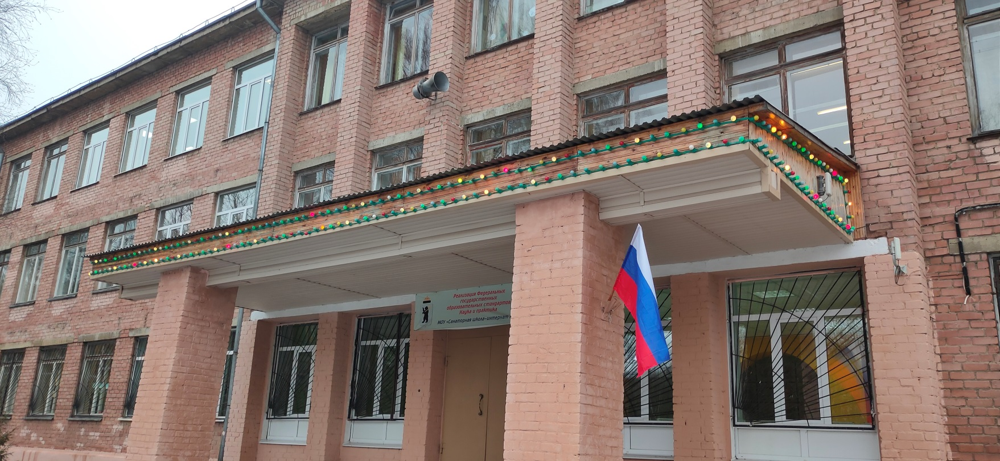 Реализация Федеральных
государственных
образовательных стандартов
Наука и практика
МОУ «Санаторная школа-интернат